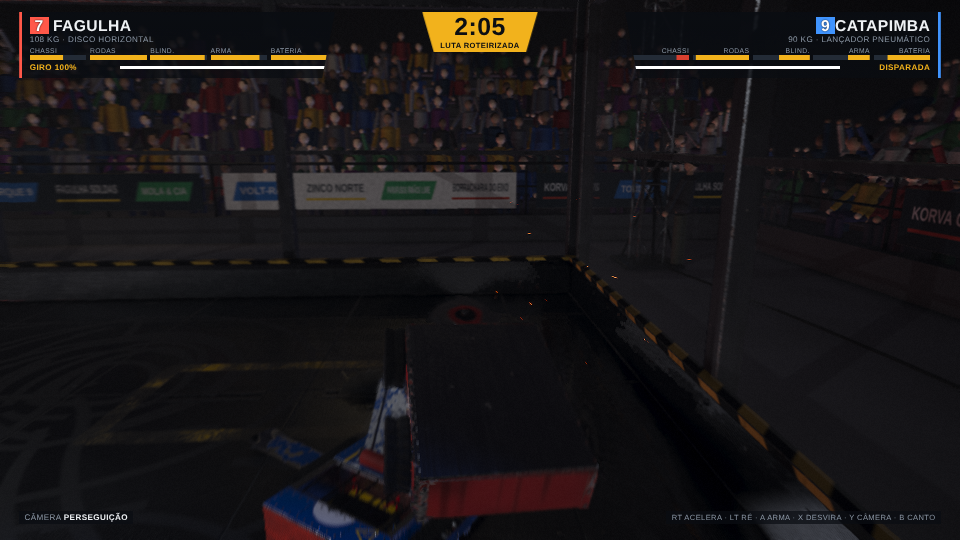 7 FAGULHA
108 KG · DISCO HORIZONTAL
CHASSI RODAS BLIND. ARMA BATERIA
GIRO 100%
2:05
LUTA ROTEIRIZADA
9 CATAPIMBA
90 KG · LANÇADOR PNEUMÁTICO
CHASSI RODAS BLIND. ARMA BATERIA
DISPARADA
FAGULHA SOLDAS
MOLA & CIA
VOLT-
ZINCO NORTE
KORVA
CÂMERA PERSEGUIÇÃO
RT ACELERA · LT RÉ · A ARMA · X DESVIRA · Y CÂMERA · B CANTO